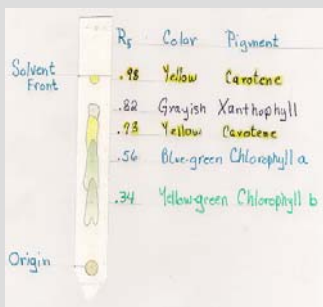 Rf Color Pigment
Solvent Front
.98 Yellow Carotene
.82 Grayish Xanthophyll
.93 Yellow Carotene
.56 Blue-green Chlorophyll a
.34 Yellow-green Chlorophyll b
Origin